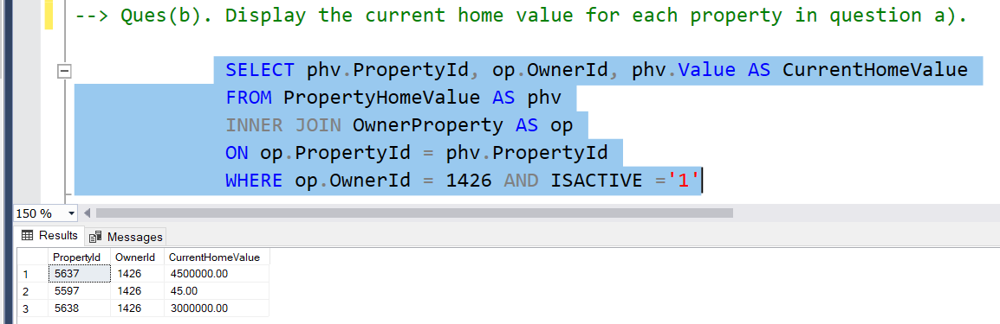 --> Ques(b). Display the current home value for each property in question a).
SELECT phv.PropertyId, op.OwnerId, phv.Value AS CurrentHomeValue
FROM PropertyHomeValue AS phv
INNER JOIN OwnerProperty AS op
ON op.PropertyId = phv.PropertyId
WHERE op.OwnerId = 1426 AND ISACTIVE ='1'
150 %
Results Messages
PropertyId OwnerId CurrentHomeValue
1 5637 1426 4500000.00
2 5597 1426 45.00
3 5638 1426 3000000.00